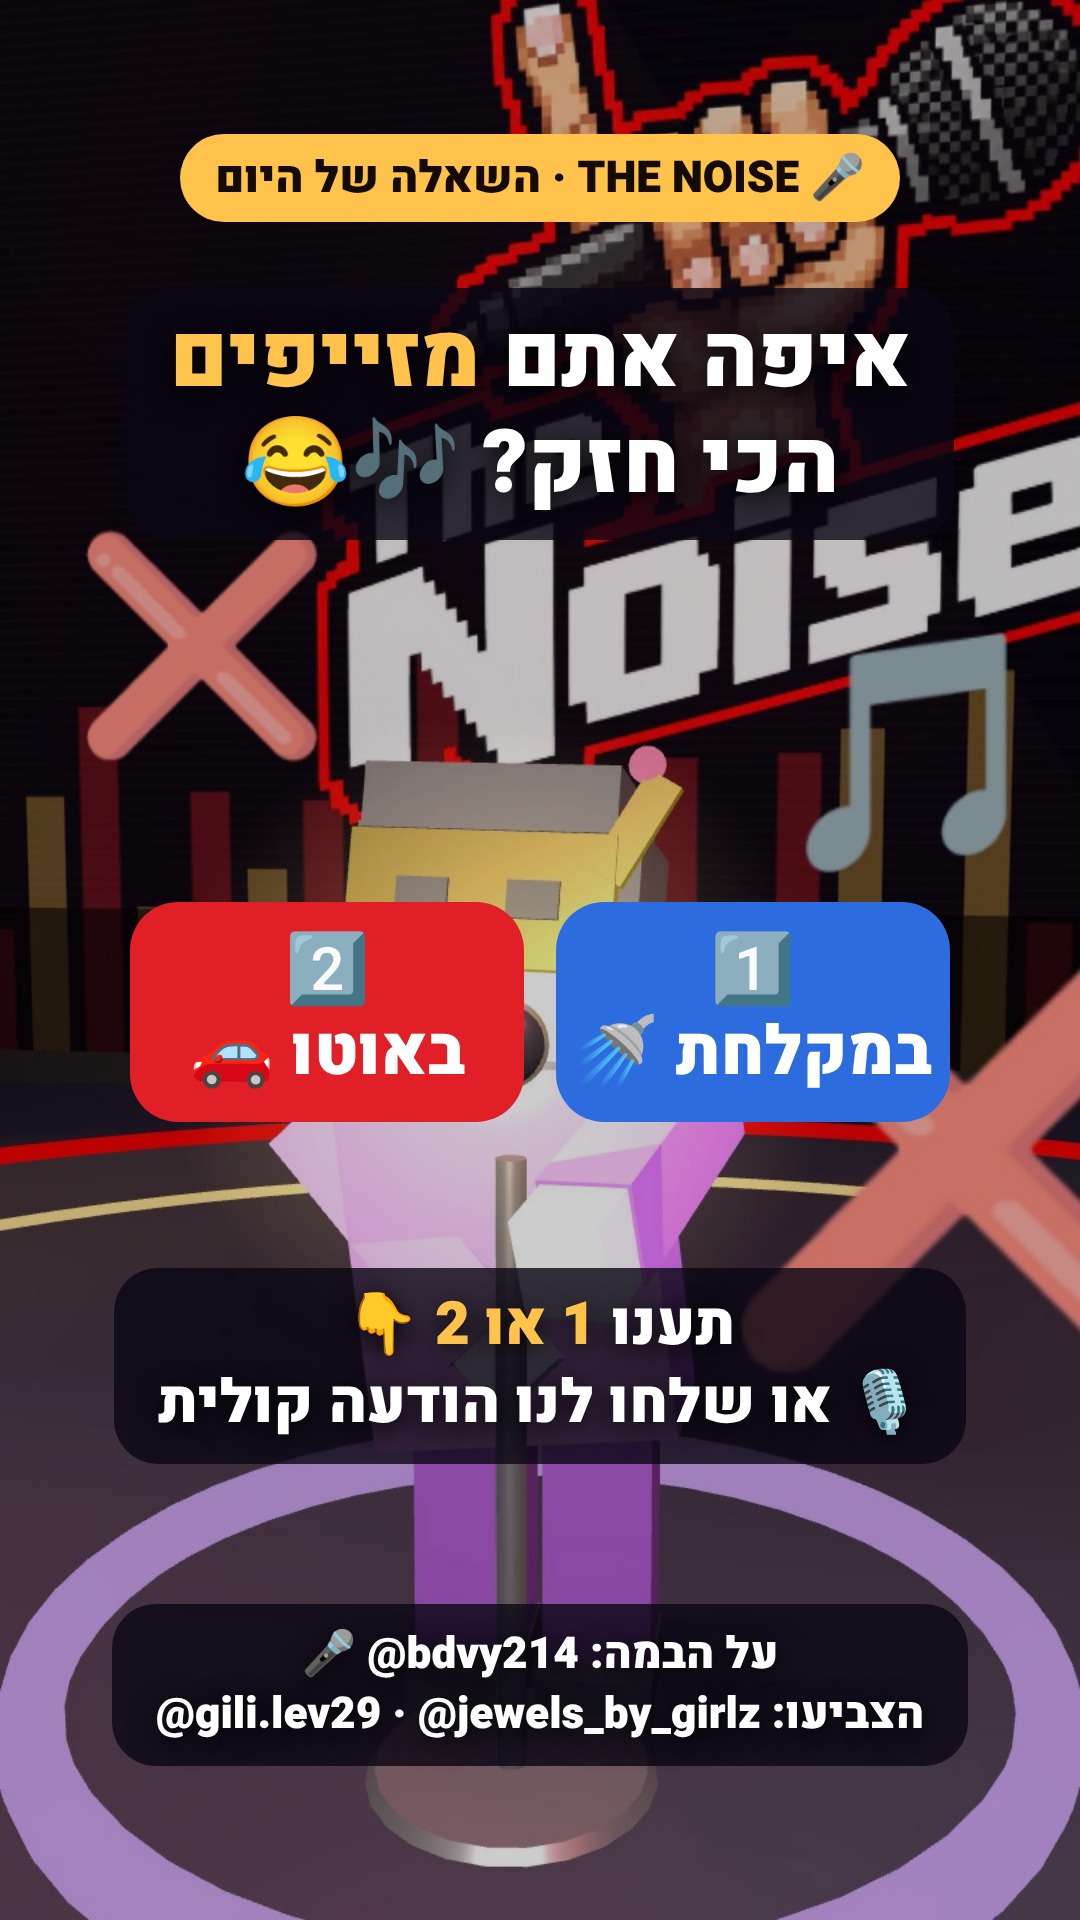 🎤 THE NOISE · השאלה של היום
איפה אתם מזייפים
הכי חזק? 🎶😂
The
Noise
1️⃣
במקלחת 🚿
2️⃣
באוטו 🚗
תענו 1 או 2 👇
🎙️ או שלחו לנו הודעה קולית
על הבמה: @bdvy214 🎤
הצביעו: @jewels_by_girlz · @gili.lev29